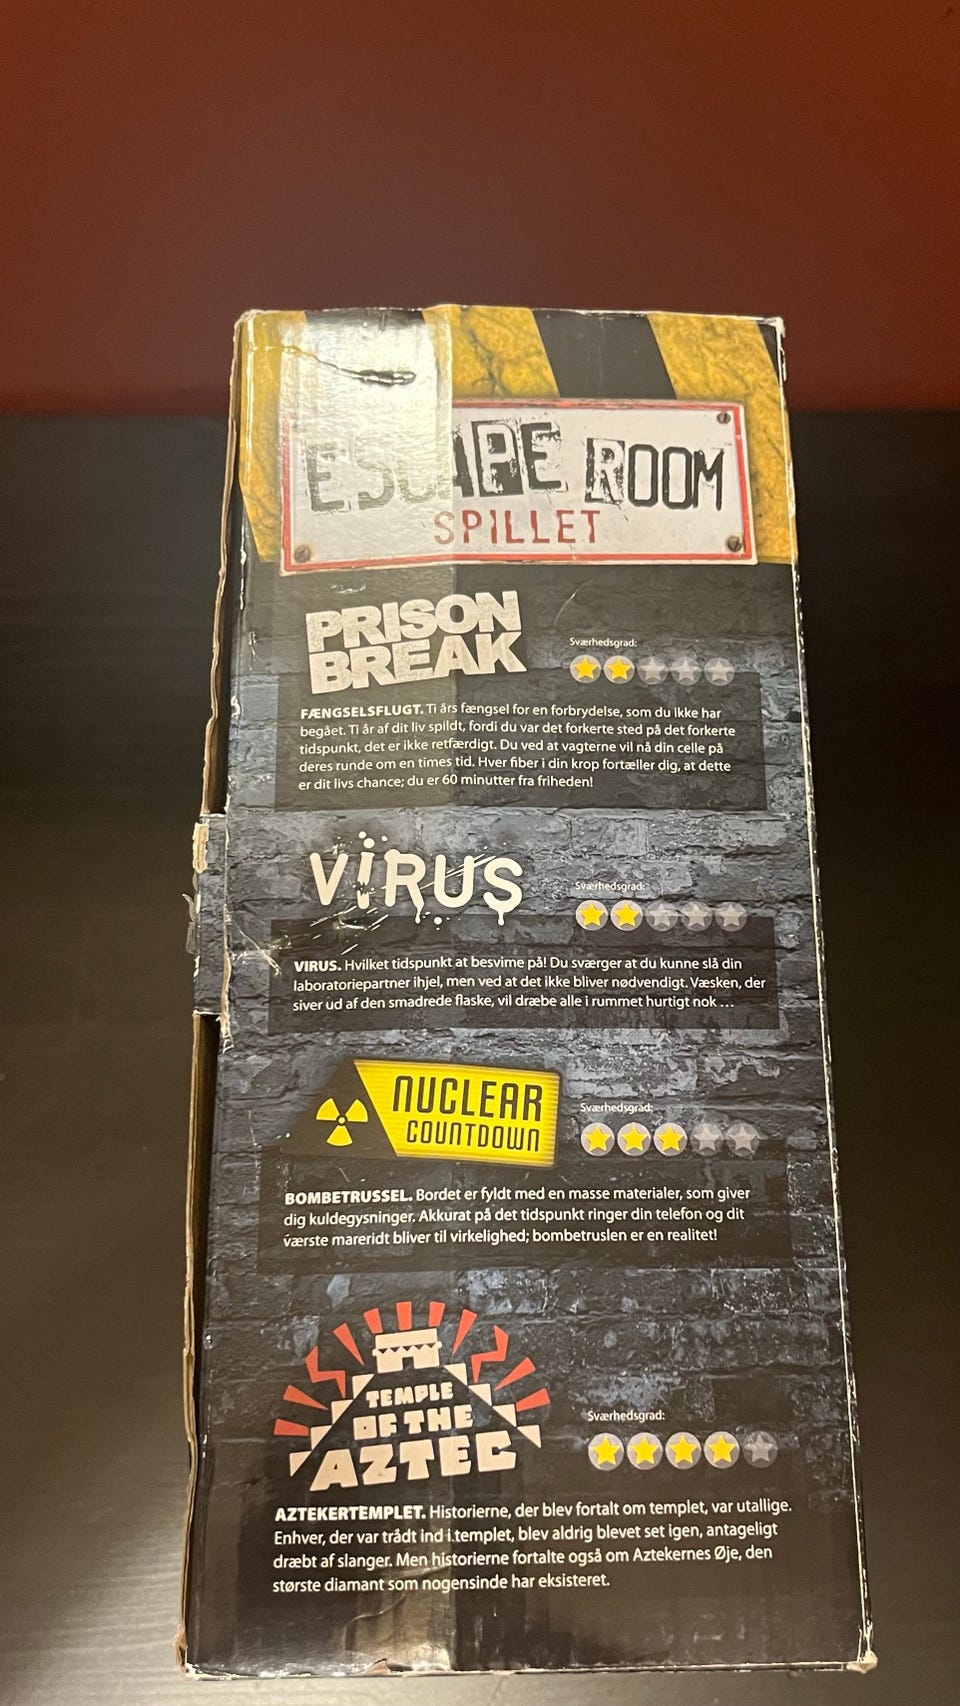 ESCAPE ROOM
SPILLET
PRISON
BREAK
Sværhedsgrad:
FÆNGSELSFLUGT. Ti års fængsel for en forbrydelse, som du ikke har
begået. Ti år af dit liv spildt, fordi du var det forkerte sted på det forkerte
tidspunkt, det er ikke retfærdigt. Du ved at vagterne vil nå din celle på
deres runde om en times tid. Hver fiber i din krop fortæller dig, at dette
er dit livs chance; du er 60 minutter fra friheden!
ViRUS
Sværhedsgrad:
VIRUS. Hvilket tidspunkt at besvime på! Du sværger at du kunne slå din
laboratoriepartner ihjel, men ved at det ikke bliver nødvendigt. Væsken, der
siver ud af den smadrede flaske, vil dræbe alle i rummet hurtigt nok ...
NUCLEAR
COUNTDOWN
Sværhedsgrad:
BOMBETRUSSEL. Bordet er fyldt med en masse materialer, som giver
dig kuldegysninger. Akkurat på det tidspunkt ringer din telefon og dit
værste mareridt bliver til virkelighed; bombetruslen er en realitet!
TEMPLE
OF THE
AZTEC
Sværhedsgrad:
AZTEKERTEMPLET. Historierne, der blev fortalt om templet, var utallige.
Enhver, der var trådt ind i templet, blev aldrig blevet set igen, antageligt
dræbt af slanger. Men historierne fortalte også om Aztekernes Øje, den
største diamant som nogensinde har eksisteret.